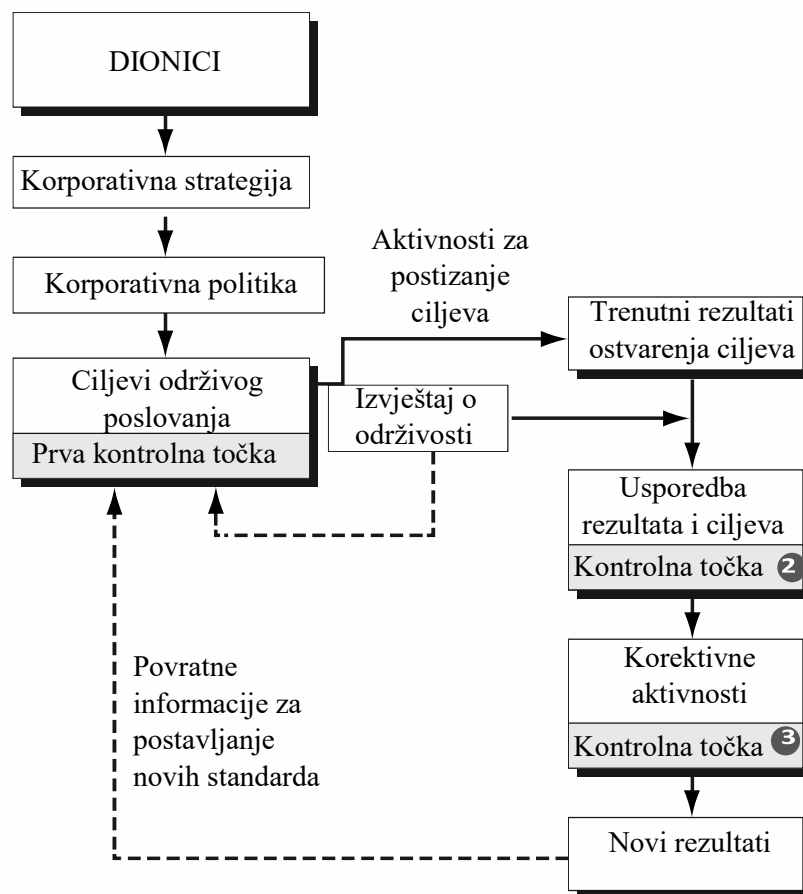 DIONICI
Korporativna strategija
Korporativna politika
Ciljevi održivog
poslovanja
Prva kontrolna točka
Aktivnosti za
postizanje
ciljeva
Izvještaj o
održivosti
Trenutni rezultati
ostvarenja ciljeva
Usporedba
rezultata i ciljeva
Kontrolna točka 2
Korektivne
aktivnosti
Kontrolna točka 3
Novi rezultati
Povratne
informacije za
postavljanje
novih standarda